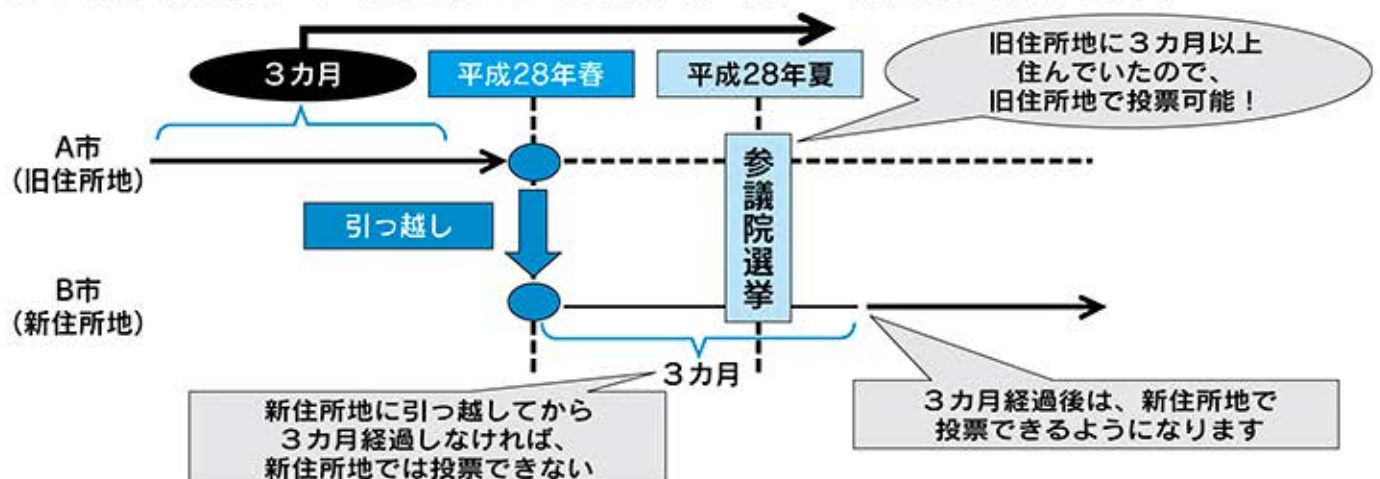 3カ月
平成28年春
平成28年夏
旧住所地に3カ月以上
住んでいたので、
旧住所地で投票可能！
A市
(旧住所地)
参議院選挙
引っ越し
B市
(新住所地)
3カ月
新住所地に引っ越してから
3カ月経過しなければ、
新住所地では投票できない
3カ月経過後は、新住所地で
投票できるようになります